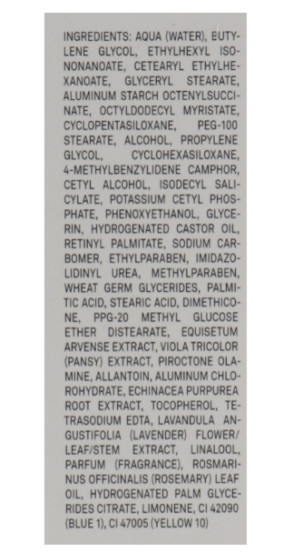 INGREDIENTS: AQUA (WATER), BUTY-
LENE GLYCOL, ETHYLHEXYL ISO-
NONANOATE, CETEARYL ETHYLHE-
XANOATE, GLYCERYL STEARATE,
ALUMINUM STARCH OCTENYLSUCCI-
NATE, OCTYLDODECYL MYRISTATE,
CYCLOPENTASILOXANE, PEG-100
STEARATE, ALCOHOL, PROPYLENE
GLYCOL, CYCLOHEXASILOXANE,
4-METHYLBENZYLIDENE CAMPHOR,
CETYL ALCOHOL, ISODECYL SALI-
CYLATE, POTASSIUM CETYL PHOS-
PHATE, PHENOXYETHANOL, GLYCE-
RIN, HYDROGENATED CASTOR OIL,
RETINYL PALMITATE, SODIUM CAR-
BOMER, ETHYLPARABEN, IMIDAZO-
LIDINYL UREA, METHYLPARABEN,
WHEAT GERM GLYCERIDES, PALMI-
TIC ACID, STEARIC ACID, DIMETHICO-
NE, PPG-20 METHYL GLUCOSE
ETHER DISTEARATE, EQUISETUM
ARVENSE EXTRACT, VIOLA TRICOLOR
(PANSY) EXTRACT, PIROCTONE OLA-
MINE, ALLANTOIN, ALUMINUM CHLO-
ROHYDRATE, ECHINACEA PURPUREA
ROOT EXTRACT, TOCOPHEROL, TE-
TRASODIUM EDTA, LAVANDULA AN-
GUSTIFOLIA (LAVENDER) FLOWER/
LEAF/STEM EXTRACT, LINALOOL,
PARFUM (FRAGRANCE), ROSMARI-
NUS OFFICINALIS (ROSEMARY) LEAF
OIL, HYDROGENATED PALM GLYCE-
RIDES CITRATE, LIMONENE, CI 42090
(BLUE 1), CI 47005 (YELLOW 10)